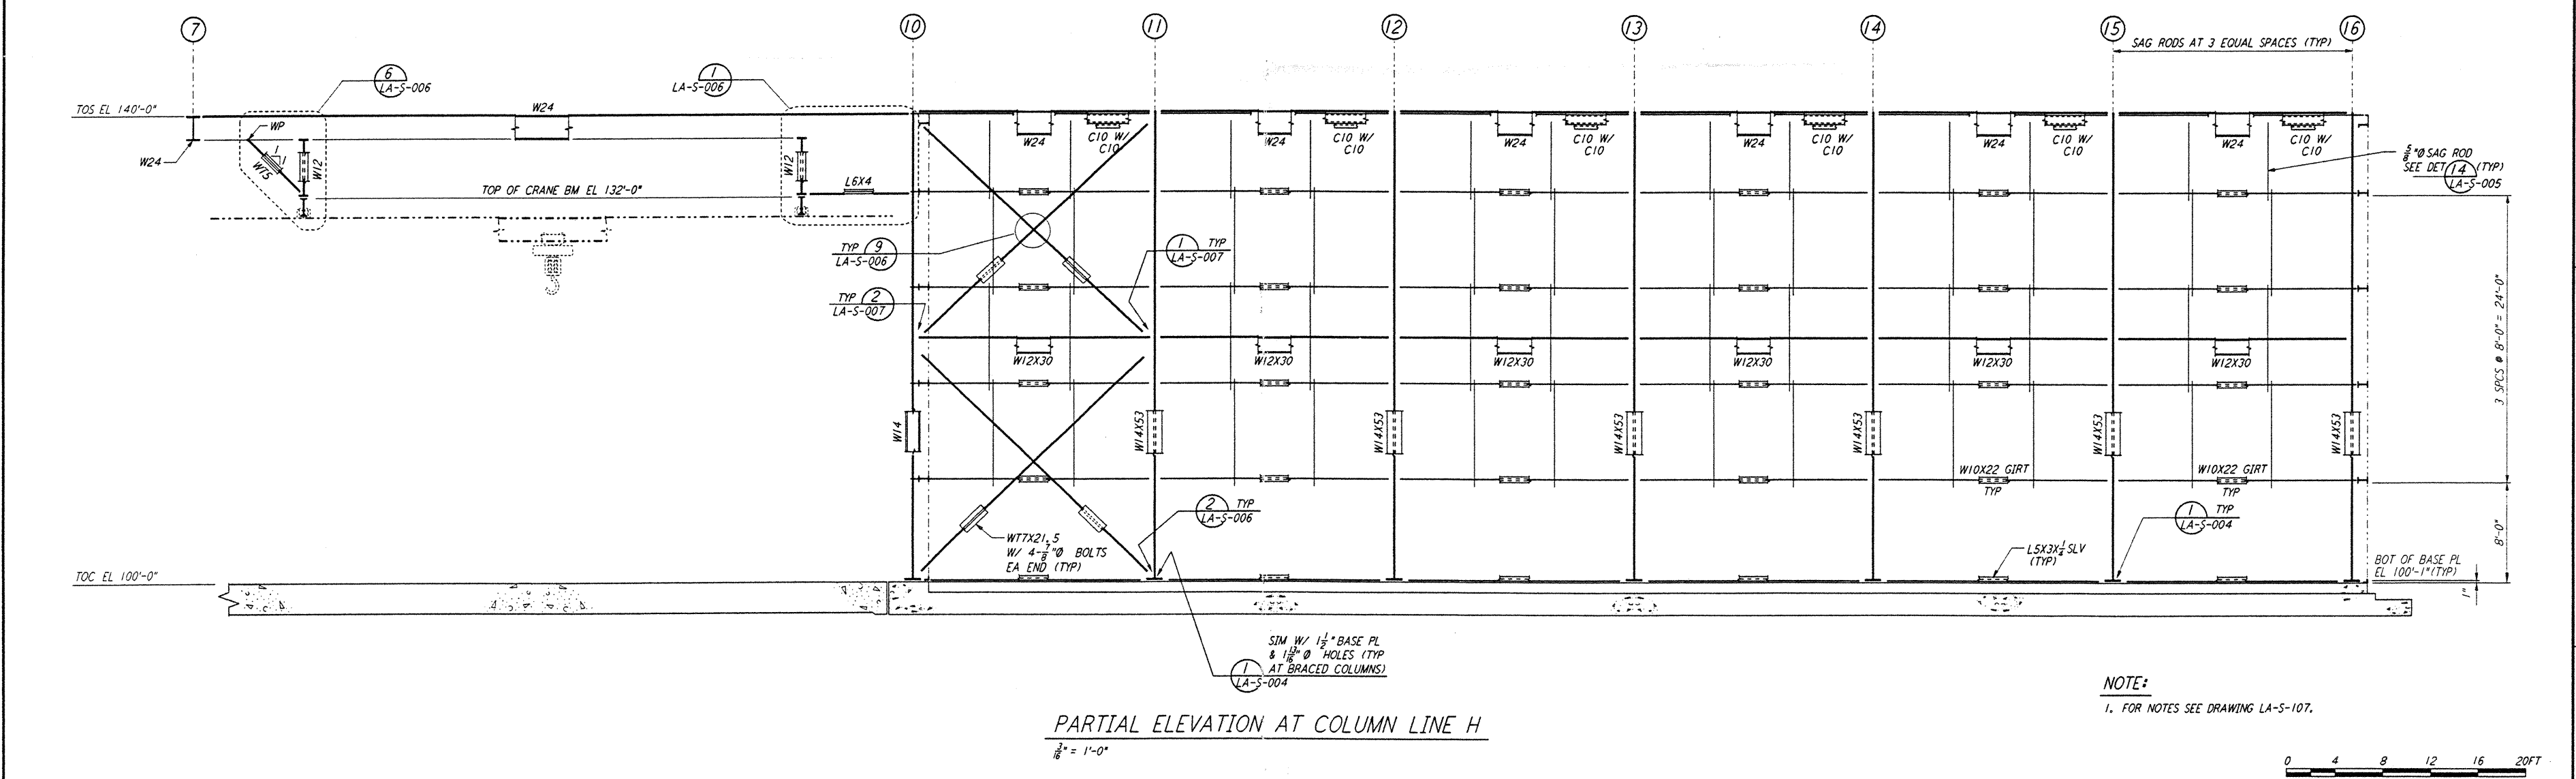 7 10 11 12 13 14 15 16
SAG RODS AT 3 EQUAL SPACES (TYP)
6
LA-S-006
1
LA-S-006
TOS EL 140'-0"
W24
WP
W24
1
1
W15
W12
W12
TOP OF CRANE BM EL 132'-0"
L6X4
W24
C10 W/
C10
W24
C10 W/
C10
W24
C10 W/
C10
W24
C10 W/
C10
W24
C10 W/
C10
W24
C10 W/
C10
5/8"Ø SAG ROD
SEE DET 14 (TYP)
LA-S-005
TYP 9
LA-S-006
1 TYP
LA-S-007
TYP 2
LA-S-007
3 SPCS @ 8'-0" = 24'-0"
W12X30
W12X30
W12X30
W12X30
W12X30
W12X30
W14
W14X53
W14X53
W14X53
W14X53
W14X53
W14X53
W10X22 GIRT
TYP
W10X22 GIRT
TYP
2 TYP
LA-S-006
1 TYP
LA-S-004
WT7X21.5
W/ 4-7/8"Ø BOLTS
EA END (TYP)
L5X3X1/4 SLV
(TYP)
8'-0"
TOC EL 100'-0"
BOT OF BASE PL
EL 100'-1" (TYP)
1"
SIM W/ 1 1/2" BASE PL
& 1 13/16" Ø HOLES (TYP
AT BRACED COLUMNS)
1
LA-S-004
NOTE:
1. FOR NOTES SEE DRAWING LA-S-107.
PARTIAL ELEVATION AT COLUMN LINE H
3/16" = 1'-0"
0 4 8 12 16 20FT